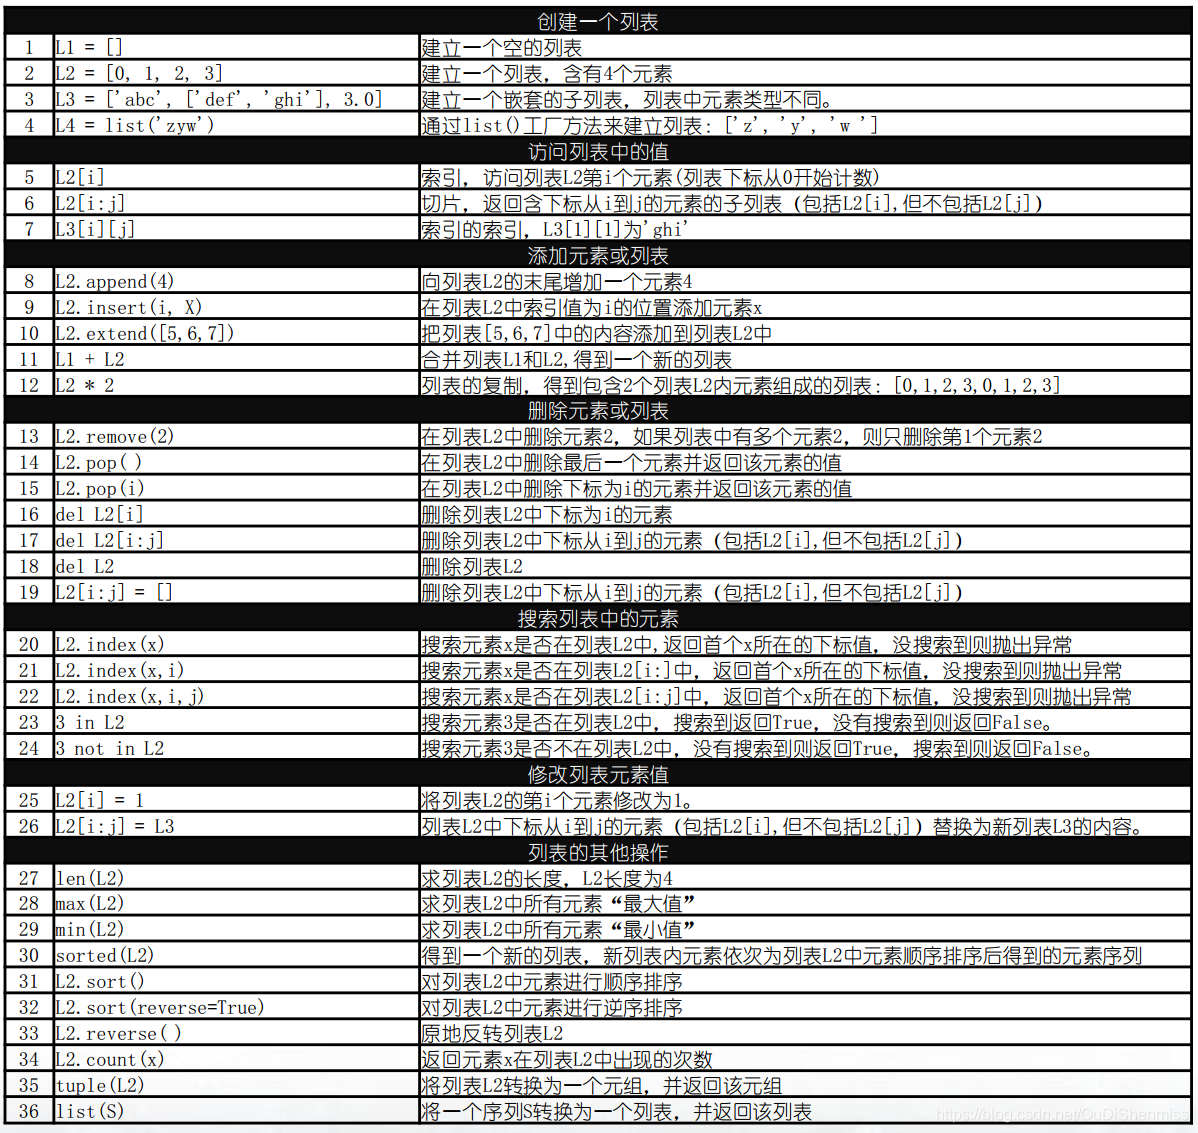 创建一个列表
1 L1 = [] 建立一个空的列表
2 L2 = [0, 1, 2, 3] 建立一个列表，含有4个元素
3 L3 = ['abc', ['def', 'ghi'], 3.0] 建立一个嵌套的子列表，列表中元素类型不同。
4 L4 = list('zyw') 通过list()工厂方法来建立列表：['z', 'y', 'w ']
访问列表中的值
5 L2[i] 索引，访问列表L2第i个元素(列表下标从0开始计数)
6 L2[i:j] 切片，返回含下标从i到j的元素的子列表（包括L2[i],但不包括L2[j]）
7 L3[i][j] 索引的索引，L3[1][1]为'ghi'
添加元素或列表
8 L2.append(4) 向列表L2的末尾增加一个元素4
9 L2.insert(i, X) 在列表L2中索引值为i的位置添加元素x
10 L2.extend([5,6,7]) 把列表[5,6,7]中的内容添加到列表L2中
11 L1 + L2 合并列表L1和L2,得到一个新的列表
12 L2 * 2 列表的复制，得到包含2个列表L2内元素组成的列表：[0,1,2,3,0,1,2,3]
删除元素或列表
13 L2.remove(2) 在列表L2中删除元素2，如果列表中有多个元素2，则只删除第1个元素2
14 L2.pop( ) 在列表L2中删除最后一个元素并返回该元素的值
15 L2.pop(i) 在列表L2中删除下标为i的元素并返回该元素的值
16 del L2[i] 删除列表L2中下标为i的元素
17 del L2[i:j] 删除列表L2中下标从i到j的元素（包括L2[i],但不包括L2[j]）
18 del L2 删除列表L2
19 L2[i:j] = [] 删除列表L2中下标从i到j的元素（包括L2[i],但不包括L2[j]）
搜索列表中的元素
20 L2.index(x) 搜索元素x是否在列表L2中,返回首个x所在的下标值，没搜索到则抛出异常
21 L2.index(x,i) 搜索元素x是否在列表L2[i:]中，返回首个x所在的下标值，没搜索到则抛出异常
22 L2.index(x,i,j) 搜索元素x是否在列表L2[i:j]中，返回首个x所在的下标值，没搜索到则抛出异常
23 3 in L2 搜索元素3是否在列表L2中，搜索到返回True，没有搜索到则返回False。
24 3 not in L2 搜索元素3是否不在列表L2中，没有搜索到则返回True，搜索到则返回False。
修改列表元素值
25 L2[i] = 1 将列表L2的第i个元素修改为1。
26 L2[i:j] = L3 列表L2中下标从i到j的元素（包括L2[i],但不包括L2[j]）替换为新列表L3的内容。
列表的其他操作
27 len(L2) 求列表L2的长度，L2长度为4
28 max(L2) 求列表L2中所有元素“最大值”
29 min(L2) 求列表L2中所有元素“最小值”
30 sorted(L2) 得到一个新的列表，新列表内元素依次为列表L2中元素顺序排序后得到的元素序列
31 L2.sort() 对列表L2中元素进行顺序排序
32 L2.sort(reverse=True) 对列表L2中元素进行逆序排序
33 L2.reverse( ) 原地反转列表L2
34 L2.count(x) 返回元素x在列表L2中出现的次数
35 tuple(L2) 将列表L2转换为一个元组，并返回该元组
36 list(S) 将一个序列S转换为一个列表，并返回该列表
https://blog.csdn.net/OuDiShenmiss